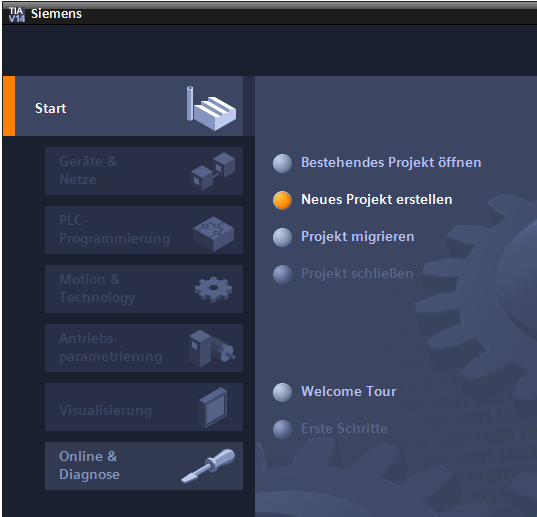 TIA
V14
Siemens
Start
Geräte &
Netze
PLC-
Programmierung
Motion &
Technology
Antriebs-
parametrierung
Visualisierung
Online &
Diagnose
Bestehendes Projekt öffnen
Neues Projekt erstellen
Projekt migrieren
Projekt schließen
Welcome Tour
Erste Schritte